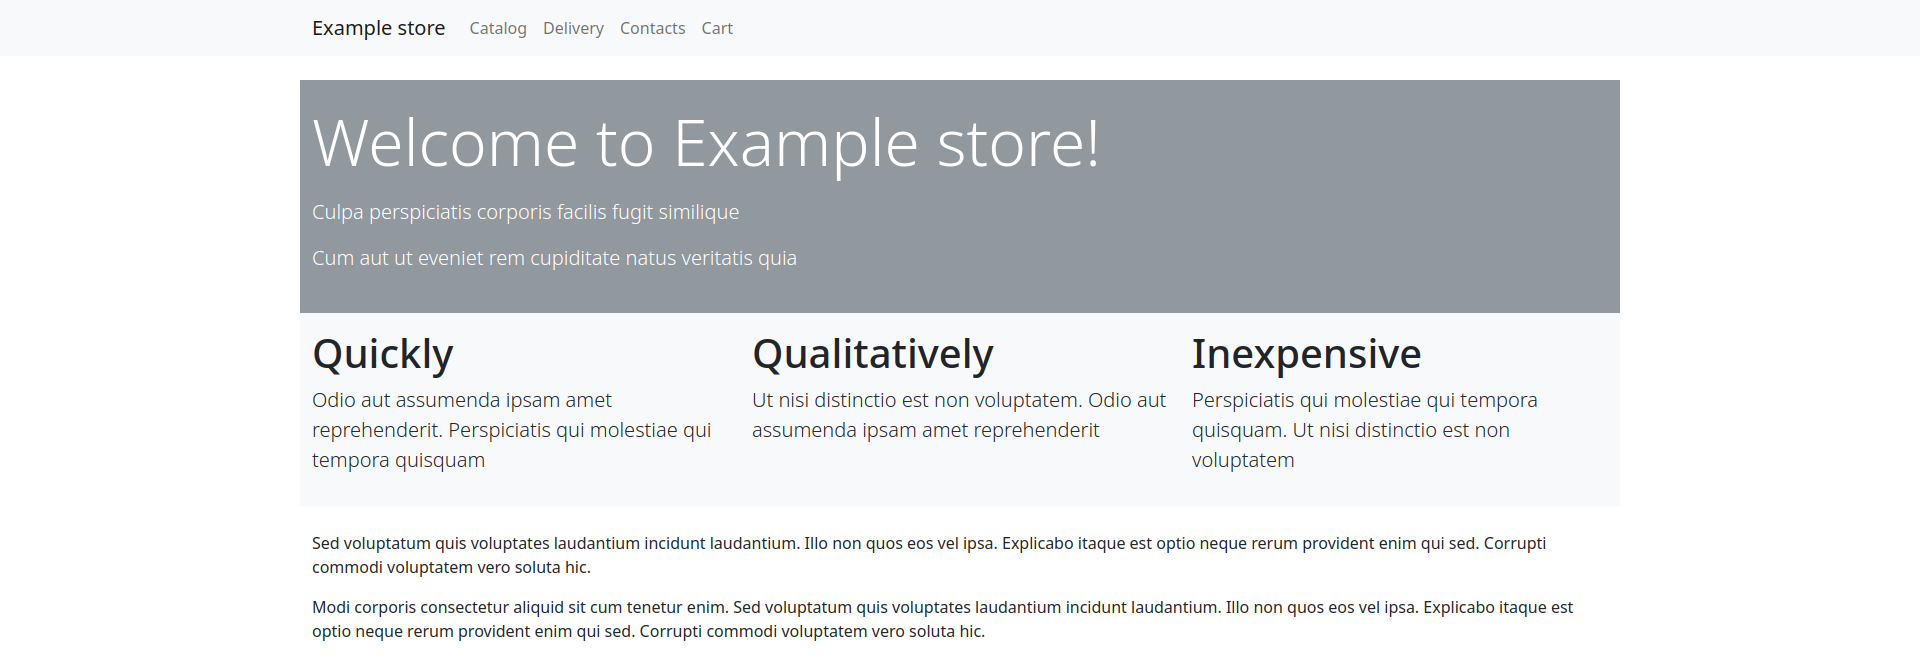 Example store Catalog Delivery Contacts Cart
Welcome to Example store!
Culpa perspiciatis corporis facilis fugit similique
Cum aut ut eveniet rem cupiditate natus veritatis quia
Quickly
Odio aut assumenda ipsam amet
reprehenderit. Perspiciatis qui molestiae qui
tempora quisquam
Qualitatively
Ut nisi distinctio est non voluptatem. Odio aut
assumenda ipsam amet reprehenderit
Inexpensive
Perspiciatis qui molestiae qui tempora
quisquam. Ut nisi distinctio est non
voluptatem
Sed voluptatum quis voluptates laudantium incidunt laudantium. Illo non quos eos vel ipsa. Explicabo itaque est optio neque rerum provident enim qui sed. Corrupti
commodi voluptatem vero soluta hic.
Modi corporis consectetur aliquid sit cum tenetur enim. Sed voluptatum quis voluptates laudantium incidunt laudantium. Illo non quos eos vel ipsa. Explicabo itaque est
optio neque rerum provident enim qui sed. Corrupti commodi voluptatem vero soluta hic.